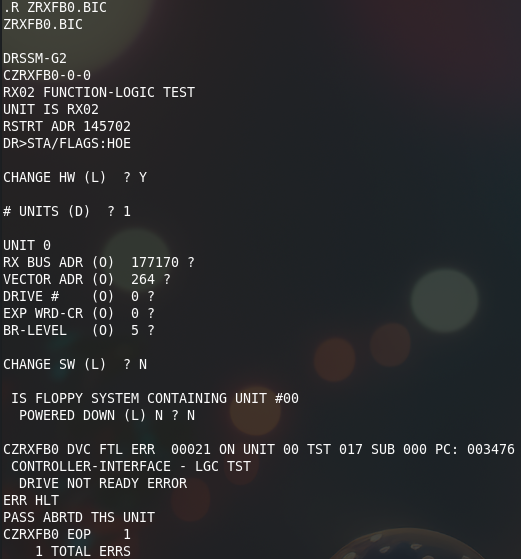 .R ZRXFB0.BIC
ZRXFB0.BIC
DRSSM-G2
CZRXFB0-0-0
RX02 FUNCTION-LOGIC TEST
UNIT IS RX02
RSTRT ADR 145702
DR>STA/FLAGS:HOE
CHANGE HW (L)  ? Y
# UNITS (D)  ? 1
UNIT 0
RX BUS ADR (O)  177170 ?
VECTOR ADR (O)  264 ?
DRIVE #    (O)  0 ?
EXP WRD-CR (O)  0 ?
BR-LEVEL   (O)  5 ?
CHANGE SW (L)  ? N
IS FLOPPY SYSTEM CONTAINING UNIT #00
POWERED DOWN (L) N ? N
CZRXFB0 DVC FTL ERR  00021 ON UNIT 00 TST 017 SUB 000 PC: 003476
CONTROLLER-INTERFACE - LGC TST
DRIVE NOT READY ERROR
ERR HLT
PASS ABRTD THS UNIT
CZRXFB0 EOP    1
1 TOTAL ERRS